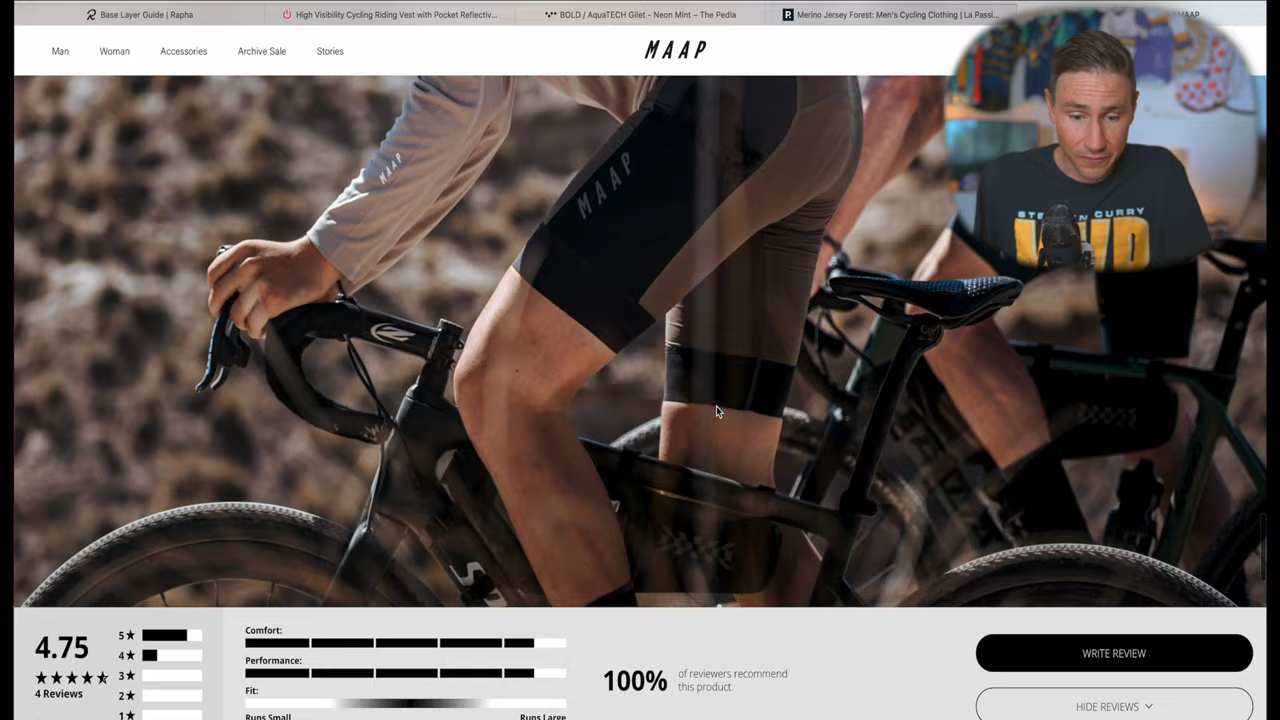 Base Layer Guide | Rapha
High Visibility Cycling Riding Vest with Pocket Reflectiv...
BOLD / AquaTECH Gilet - Neon Mint – The Pedla
Merino Jersey Forest: Men's Cycling Clothing | La Passi...
MAAP
Man
Woman
Accessories
Archive Sale
Stories
MAAP
MAAP
MAAP
CURRY
4.75
4 Reviews
5★
4★
3★
2★
1★
Comfort:
Performance:
Fit:
Runs Small
Runs Large
100%
of reviewers recommend
this product.
WRITE REVIEW
HIDE REVIEWS